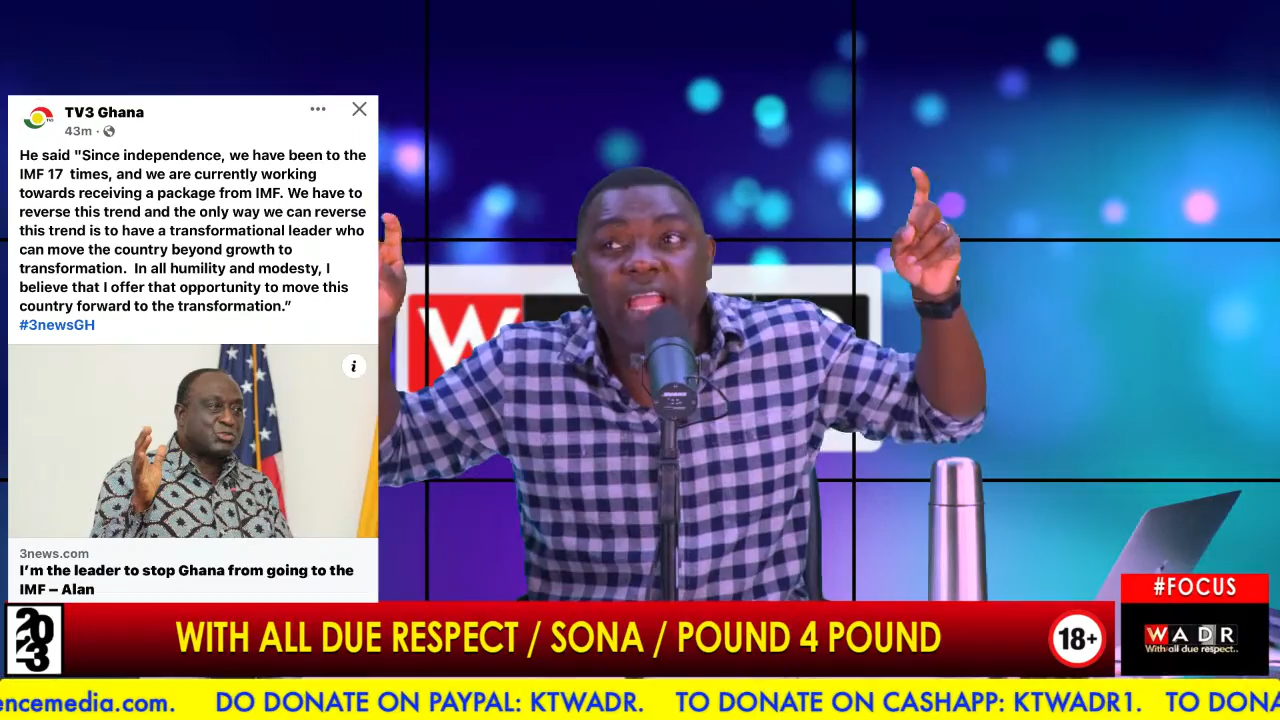 TV3 Ghana
43m ·
He said "Since independence, we have been to the
IMF 17 times, and we are currently working
towards receiving a package from IMF. We have to
reverse this trend and the only way we can reverse
this trend is to have a transformational leader who
can move the country beyond growth to
transformation. In all humility and modesty, I
believe that I offer that opportunity to move this
country forward to the transformation.”
#3newsGH
3news.com
I’m the leader to stop Ghana from going to the
IMF – Alan
W
R
SHURE
#FOCUS
2023
WITH ALL DUE RESPECT / SONA / POUND 4 POUND
18+
WADR
With all due respect..
encemedia.com. DO DONATE ON PAYPAL: KTWADR. TO DONATE ON CASHAPP: KTWADR1. TO DONA